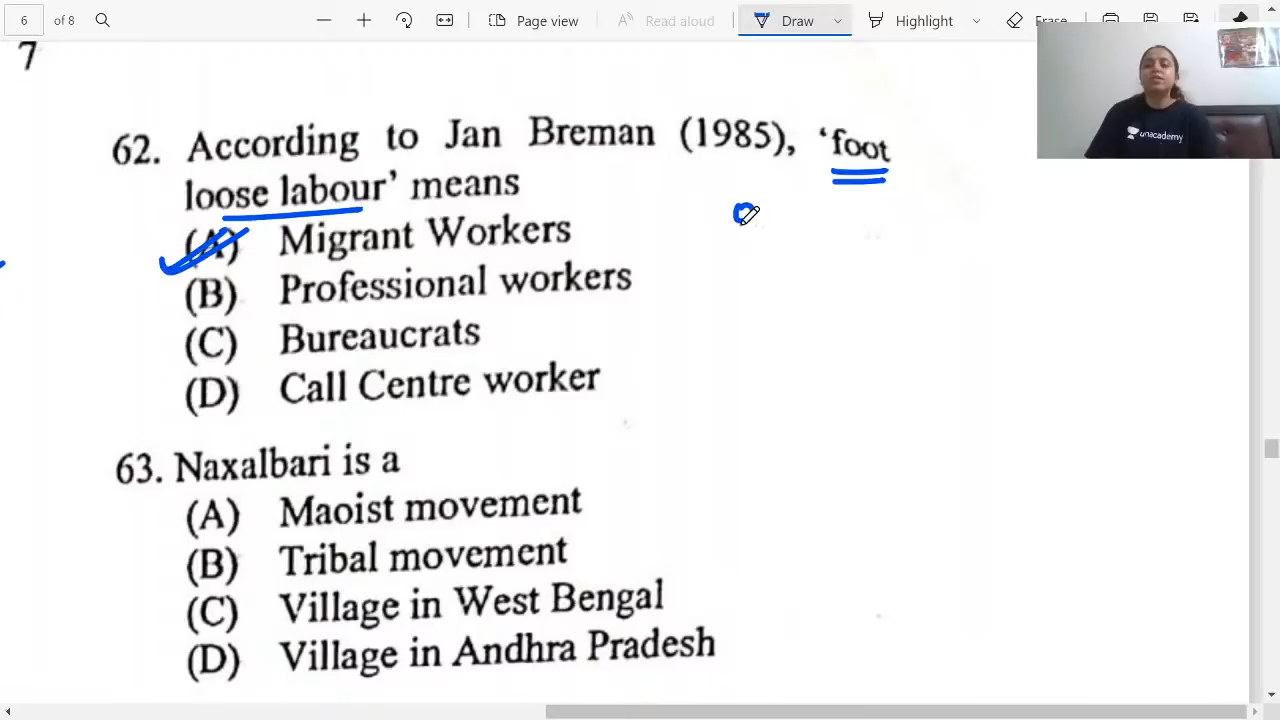 6 of 8 Page view Read aloud Draw Highlight Erase
7
unacademy
62. According to Jan Breman (1985), ‘foot
loose labour’ means
(A) Migrant Workers
(B) Professional workers
(C) Bureaucrats
(D) Call Centre worker
63. Naxalbari is a
(A) Maoist movement
(B) Tribal movement
(C) Village in West Bengal
(D) Village in Andhra Pradesh